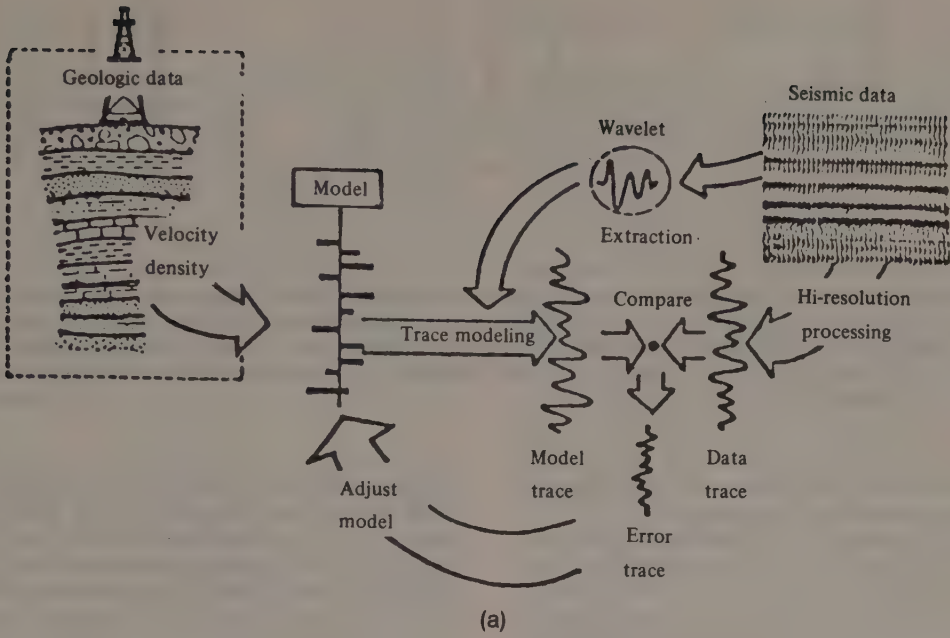 Geologic data
Velocity
density
Model
Wavelet
Extraction
Seismic data
Trace modeling
Compare
Hi-resolution
processing
Model
trace
Data
trace
Error
trace
Adjust
model
(a)